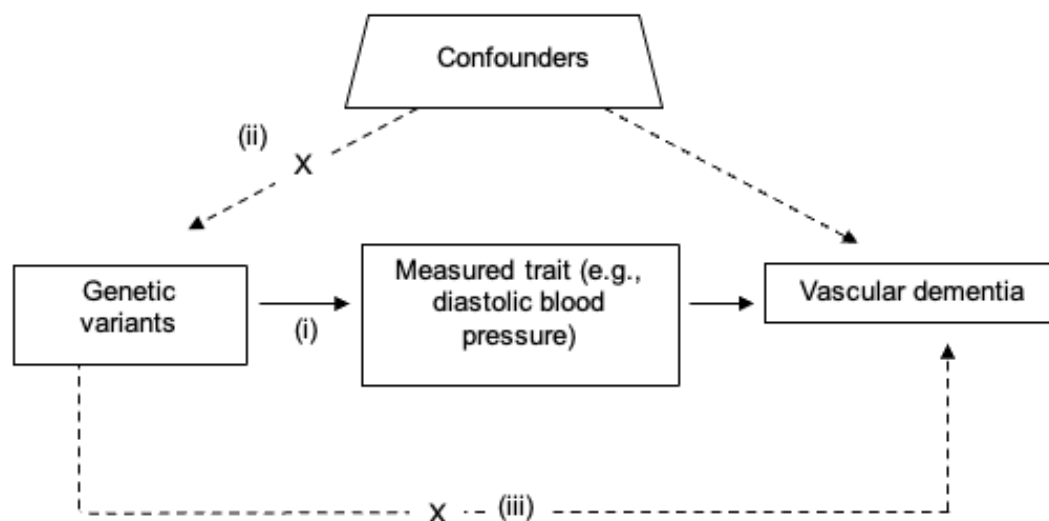 Confounders
(ii)
X
Genetic
variants
(i)
Measured trait (e.g.,
diastolic blood
pressure)
Vascular dementia
X
(iii)